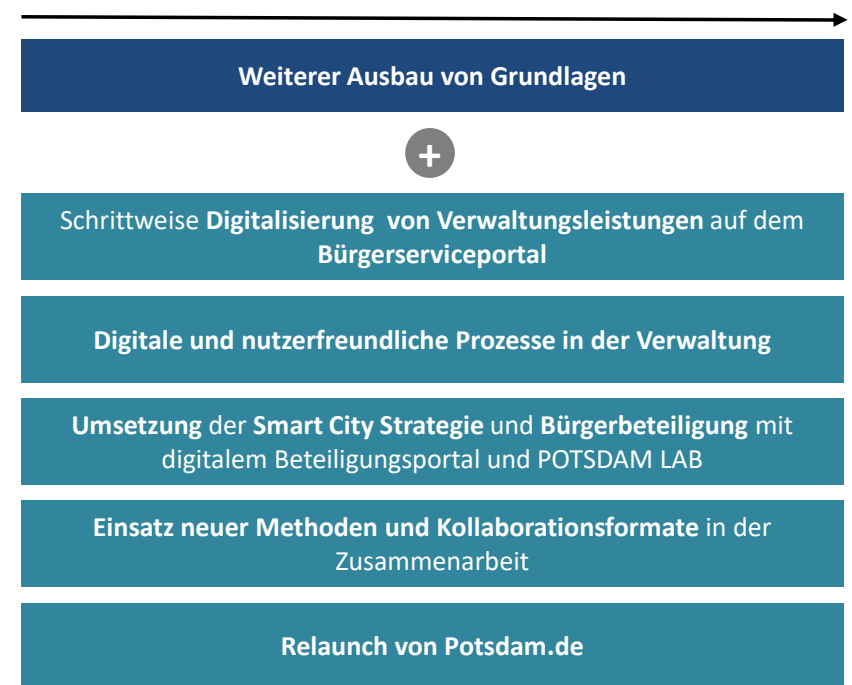 Weiterer Ausbau von Grundlagen
+
Schrittweise Digitalisierung von Verwaltungsleistungen auf dem
Bürgerserviceportal
Digitale und nutzerfreundliche Prozesse in der Verwaltung
Umsetzung der Smart City Strategie und Bürgerbeteiligung mit
digitalem Beteiligungsportal und POTSDAM LAB
Einsatz neuer Methoden und Kollaborationsformate in der
Zusammenarbeit
Relaunch von Potsdam.de